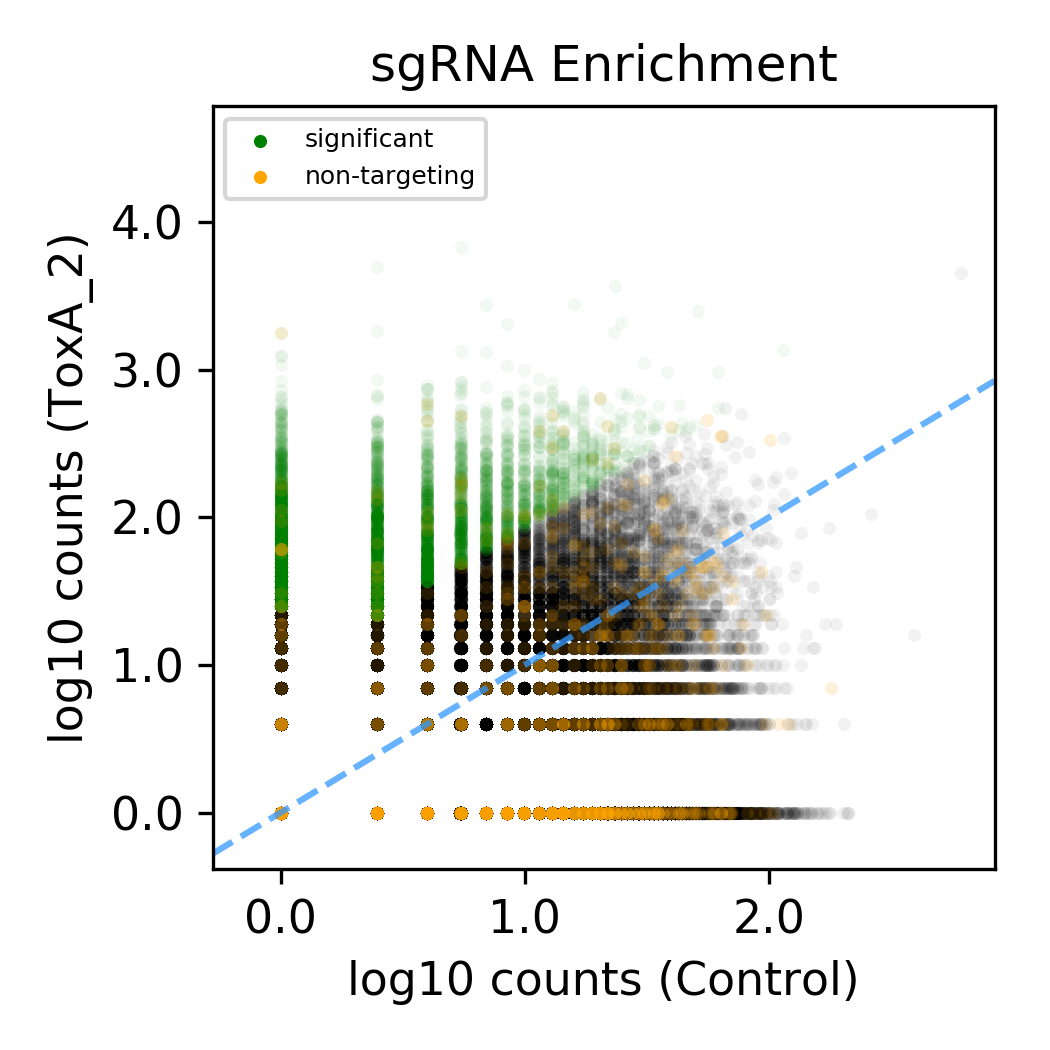 sgRNA Enrichment
significant
non-targeting
log10 counts (ToxA_2)
4.0
3.0
2.0
1.0
0.0
0.0 1.0 2.0
log10 counts (Control)